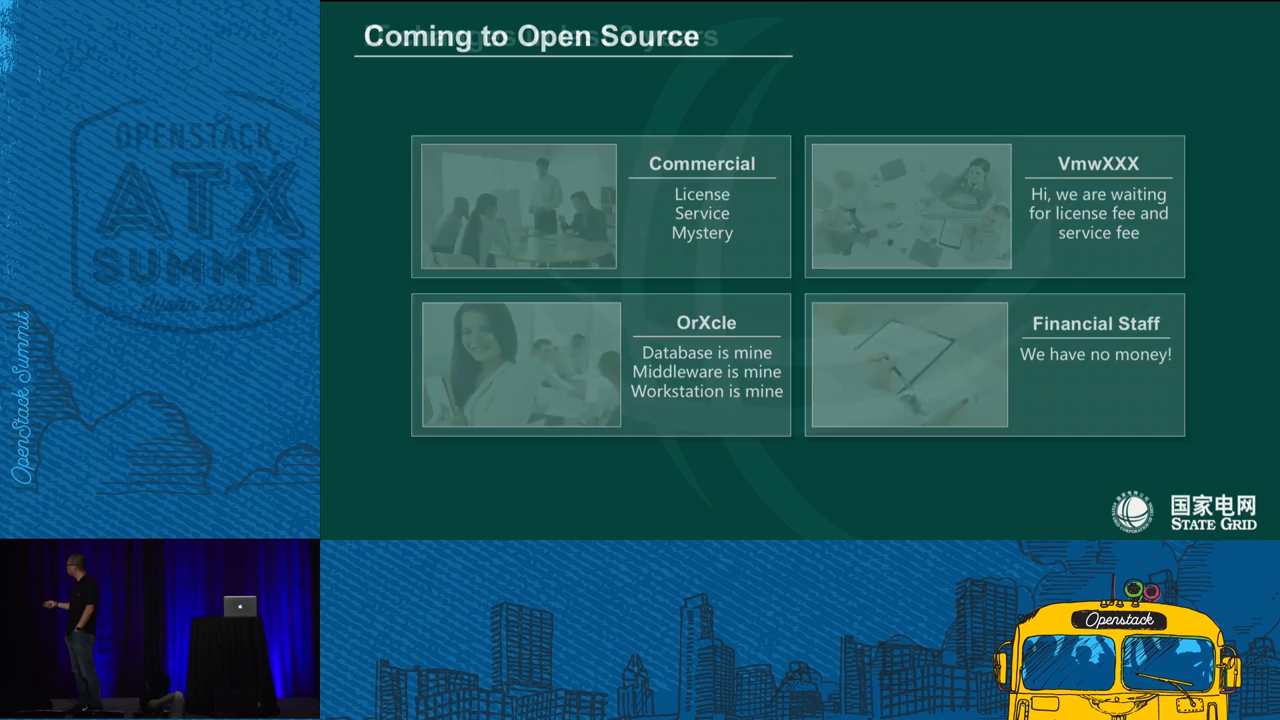 Coming to Open Source
Commercial
License
Service
Mystery
VmwXXX
Hi, we are waiting
for license fee and
service fee
OrXcle
Database is mine
Middleware is mine
Workstation is mine
Financial Staff
We have no money!
国家电网
STATE GRID
OPENSTACK
ATX
SUMMIT
Austin 2016
OpenStack Summit
Openstack